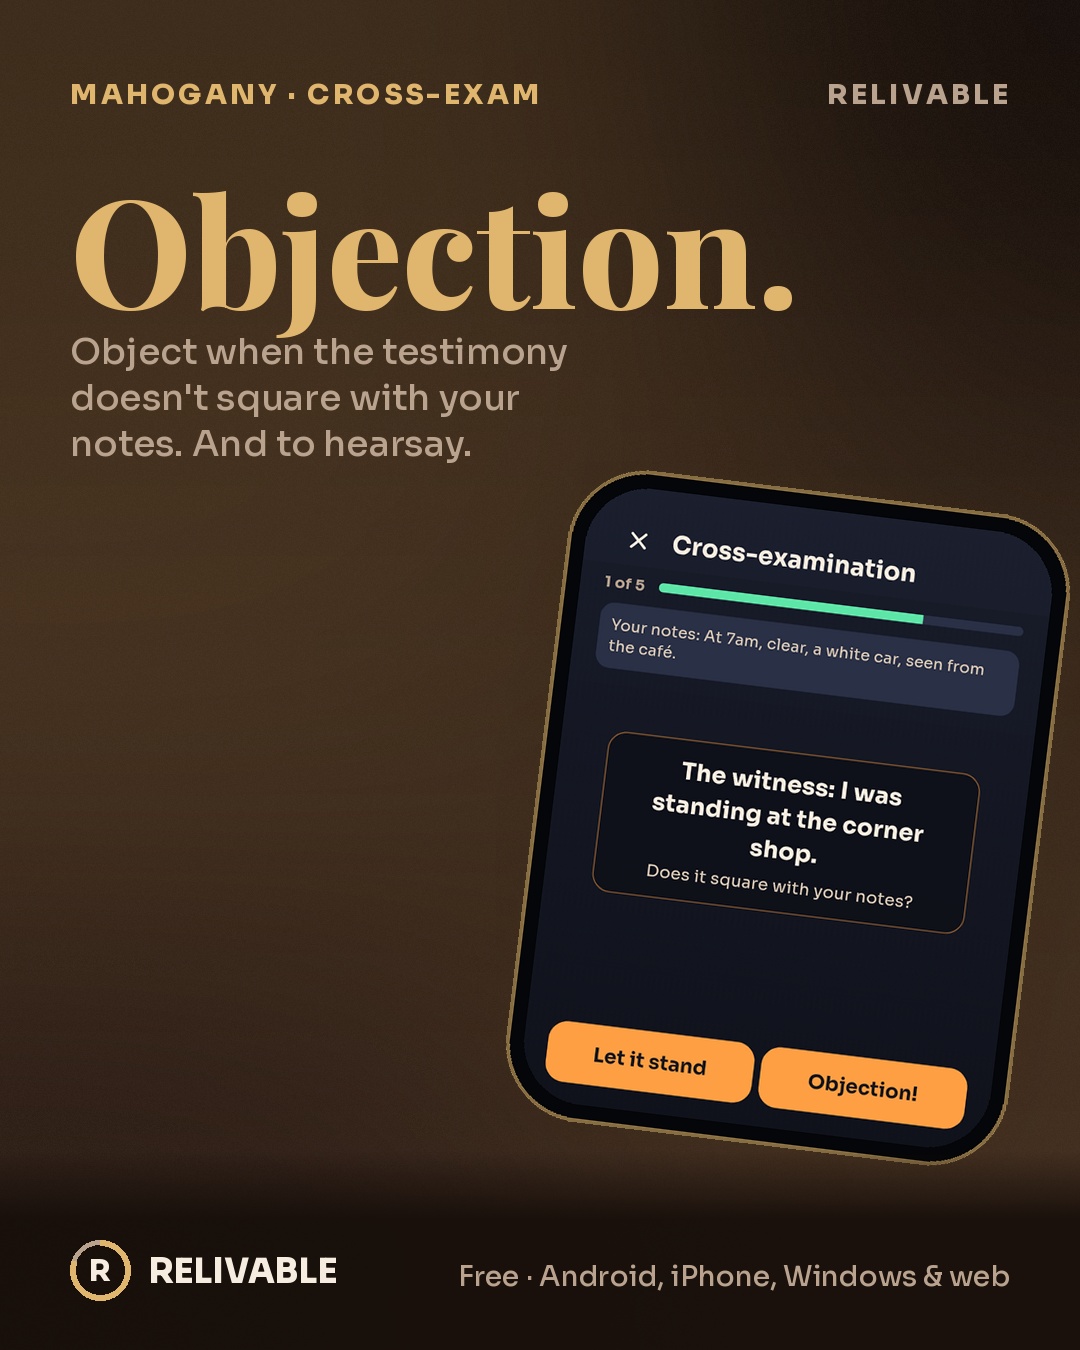 MAHOGANY · CROSS-EXAM
RELIVABLE
Objection.
Object when the testimony
doesn't square with your
notes. And to hearsay.
Cross-examination
1 of 5
Your notes: At 7am, clear, a white car, seen from
the café.
The witness: I was
standing at the corner
shop.
Does it square with your notes?
Let it stand
Objection!
R
RELIVABLE
Free · Android, iPhone, Windows & web